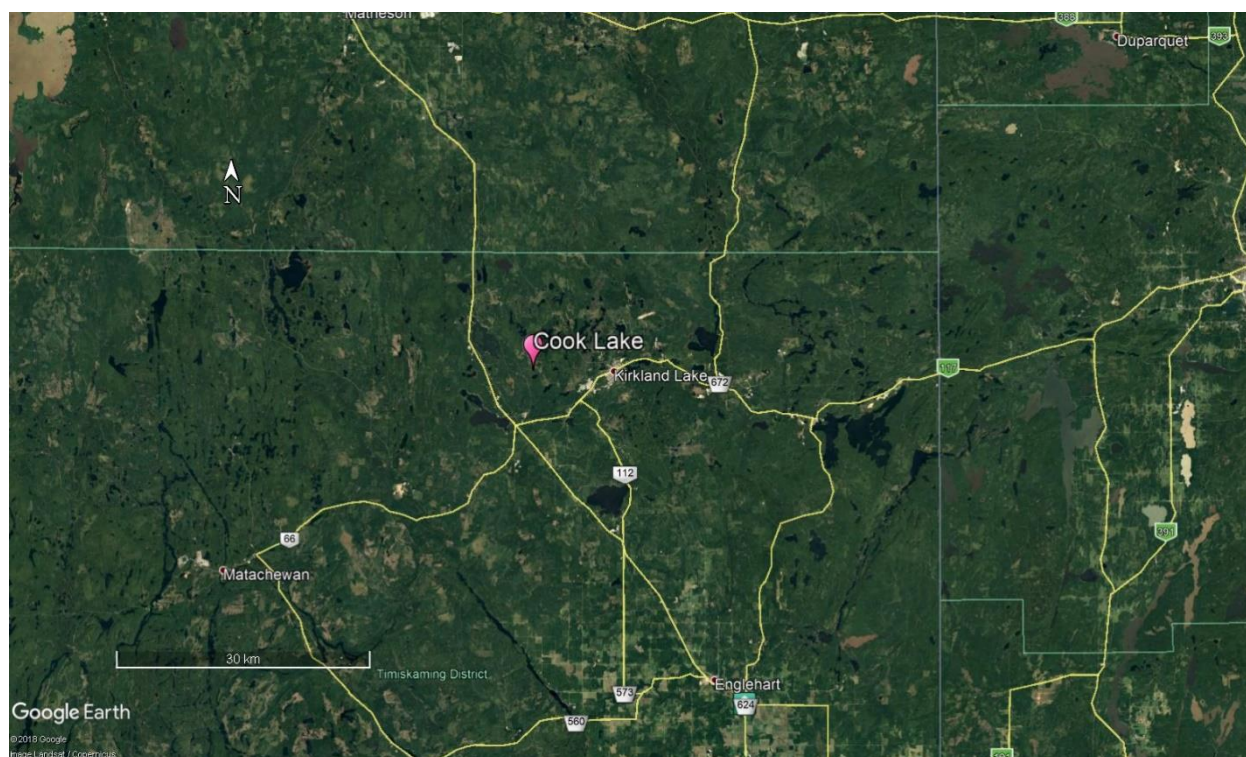 Matheson
388
Duparquet
393
N
Cook Lake
Kirkland Lake
672
117
112
66
391
Matachewan
30 km
Timiskaming District
Englehart
573
624
560
Google Earth
©2018 Google
Image Landsat / Copernicus